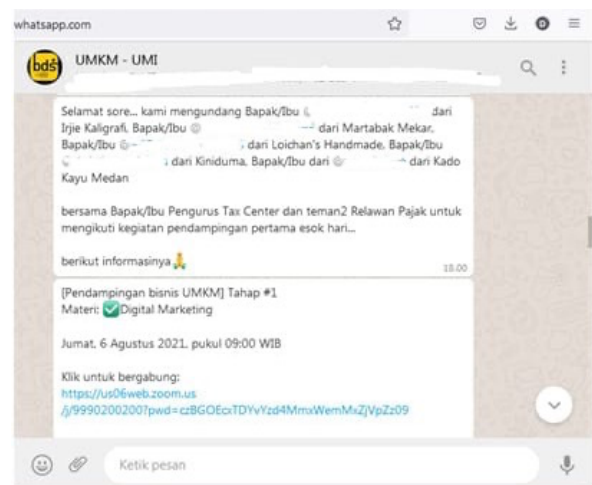 whatsapp.com
bds
UMKM - UMI
Selamat sore... kami mengundang Bapak/Ibu dari
Irjie Kaligrafi, Bapak/Ibu @ dari Martabak Mekar,
Bapak/Ibu @ dari Loichan's Handmade, Bapak/Ibu
@ dari Kiniduma, Bapak/Ibu dari @ dari Kado
Kayu Medan
bersama Bapak/Ibu Pengurus Tax Center dan teman2 Relawan Pajak untuk
mengikuti kegiatan pendampingan pertama esok hari...
berikut informasinya🙏
18.00
[Pendampingan bisnis UMKM] Tahap #1
Materi: ✅Digital Marketing
Jumat, 6 Agustus 2021, pukul 09:00 WIB
Klik untuk bergabung:
https://us06web.zoom.us
/j/9990200200?pwd=czBGOEcxTDYvYzd4MmxWemMxZjVpZz09
Ketik pesan